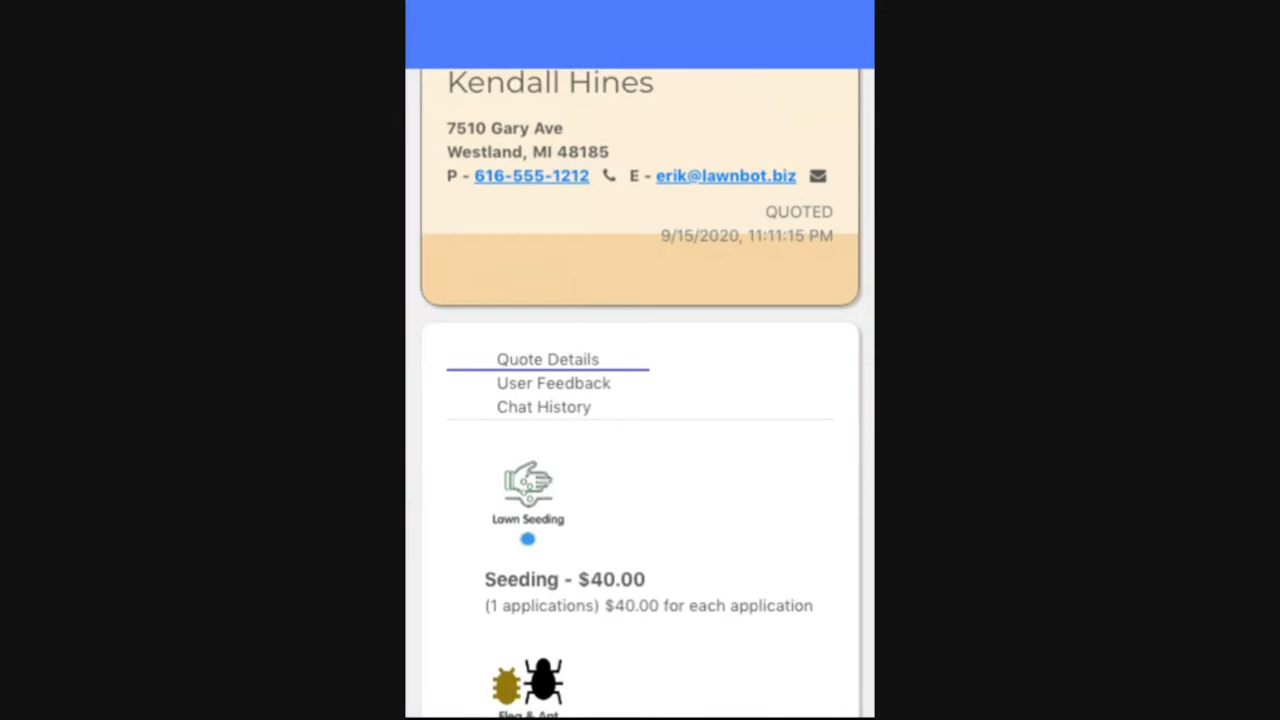 Kendall Hines
7510 Gary Ave
Westland, MI 48185
P - 616-555-1212 E - erik@lawnbot.biz
QUOTED
9/15/2020, 11:11:15 PM
Quote Details
User Feedback
Chat History
Lawn Seeding
Seeding - $40.00
(1 applications) $40.00 for each application
Flea & Ant